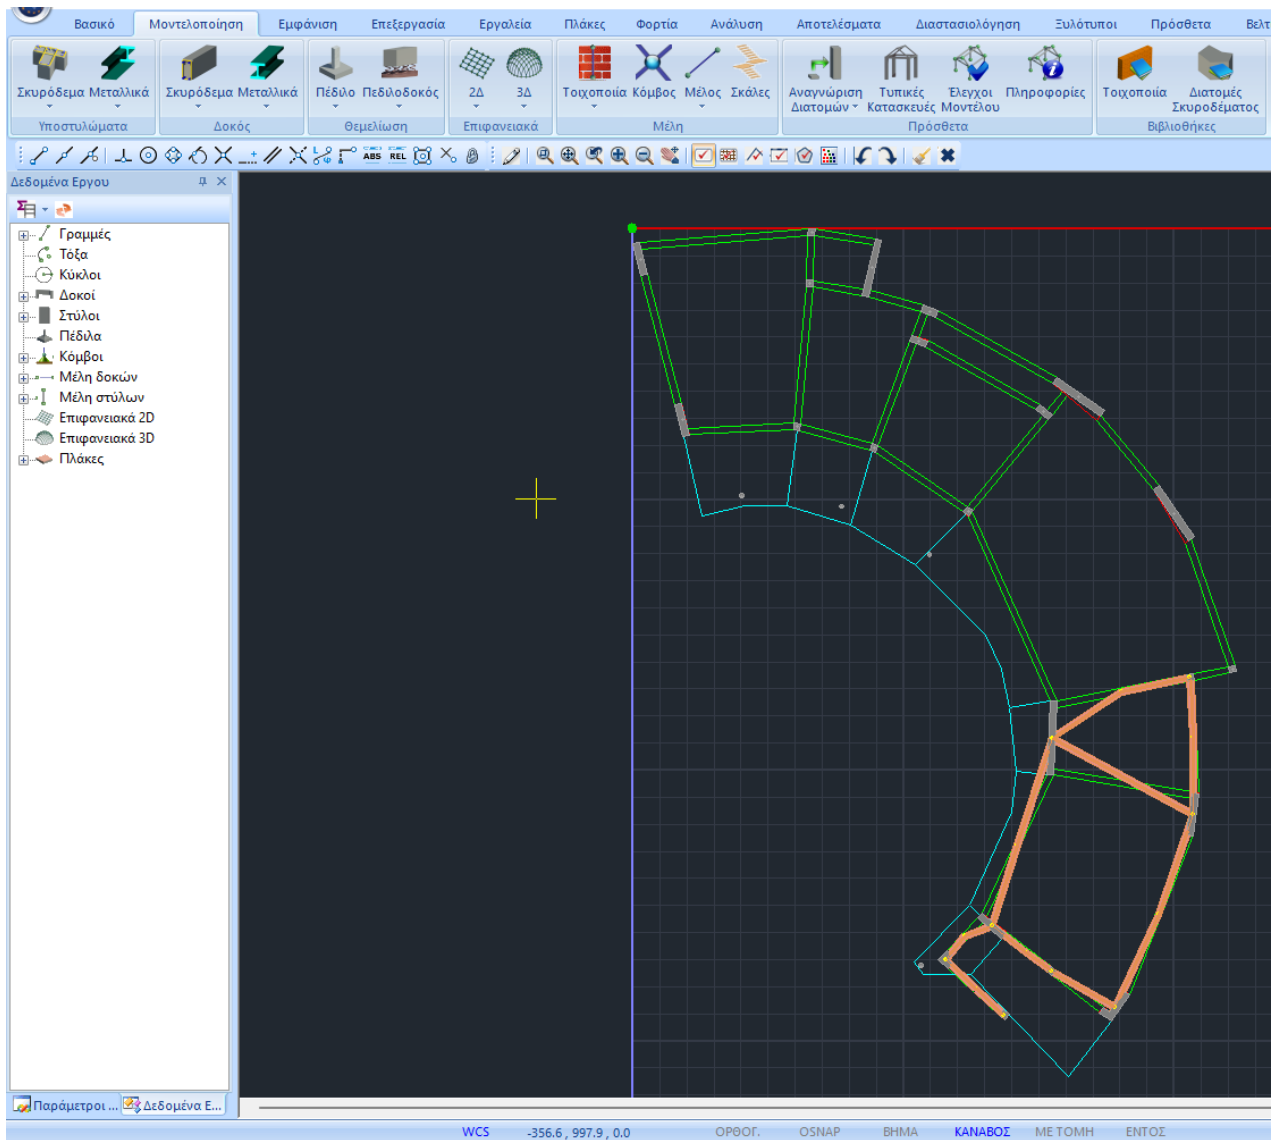 Βασικό Μοντελοποίηση Εμφάνιση Επεξεργασία Εργαλεία Πλάκες Φορτία Ανάλυση Αποτελέσματα Διαστασιολόγηση Ξυλότυποι Πρόσθετα Βελτ
Σκυρόδεμα Μεταλλικά Σκυρόδεμα Μεταλλικά Πέδιλο Πεδιλοδοκός 2Δ 3Δ Τοιχοποιία Κόμβος Μέλος Σκάλες Αναγνώριση Τυπικές Έλεγχοι Πληροφορίες Τοιχοποιία Διατομές
Διατομών Κατασκευές Μοντέλου Σκυροδέματος
Υποστυλώματα Δοκός Θεμελίωση Επιφανειακά Μέλη Πρόσθετα Βιβλιοθήκες
ABS REL
Δεδομένα Εργου
Γραμμές
Τόξα
Κύκλοι
Δοκοί
Στύλοι
Πέδιλα
Κόμβοι
Μέλη δοκών
Μέλη στύλων
Επιφανειακά 2D
Επιφανειακά 3D
Πλάκες
Παράμετροι ... Δεδομένα Ε...
WCS -356.6 , 997.9 , 0.0 ΟΡΘΟΓ. OSNAP ΒΗΜΑ ΚΑΝΑΒΟΣ ΜΕ ΤΟΜΗ ΕΝΤΟΣ